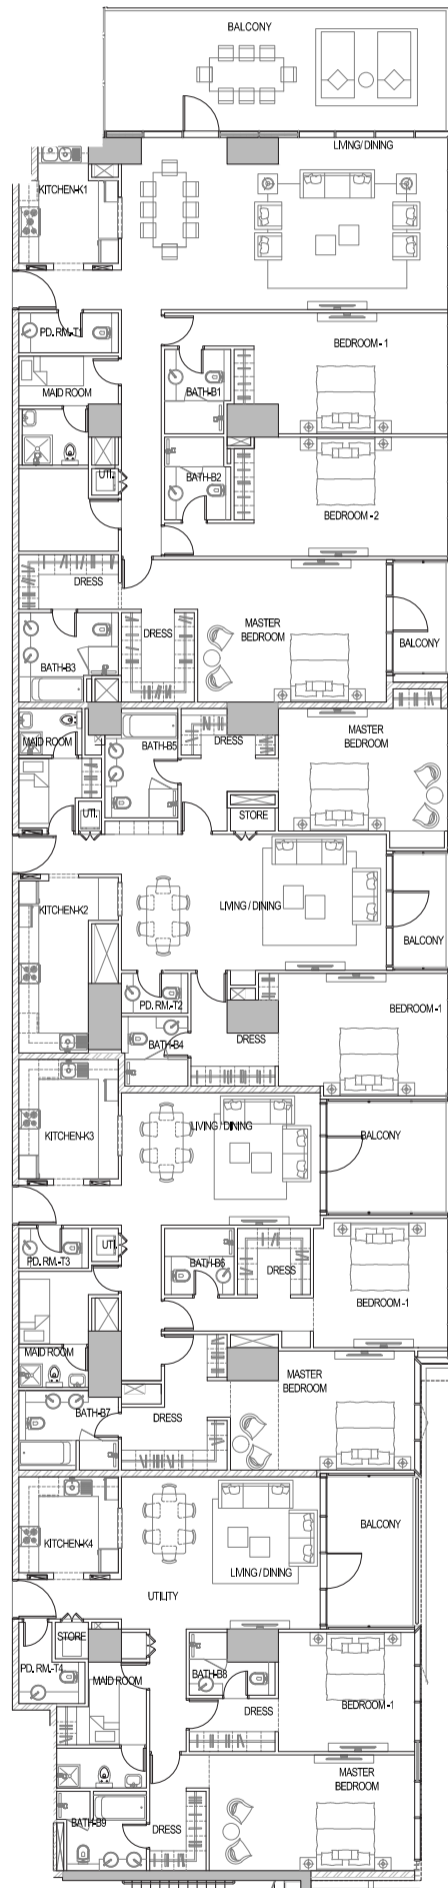 BALCONY
LIVING/ DINING
KITCHEN-K1
PD. RM.-T1
BEDROOM - 1
MAID ROOM
BATH-B1
UTI.
BATH-B2
BEDROOM -2
DRESS
DRESS
MASTER
BEDROOM
BALCONY
BATH-B3
MAID ROOM
BATH-B5
DRESS
MASTER
BEDROOM
UTI.
STORE
KITCHEN-K2
LIVING / DINING
BALCONY
PD. RM.-T2
BEDROOM-1
BATH-B4
DRESS
KITCHEN-K3
LIVING / DINING
BALCONY
PD. RM.-T3
UTI.
BATH-B6
DRESS
BEDROOM-1
MAID ROOM
MASTER
BEDROOM
BATH-B7
DRESS
KITCHEN-K4
BALCONY
LIVING / DINING
UTILITY
STORE
PD. RM.-T4
MAID ROOM
BATH-B8
DRESS
BEDROOM-1
MASTER
BEDROOM
BATH-B9
DRESS